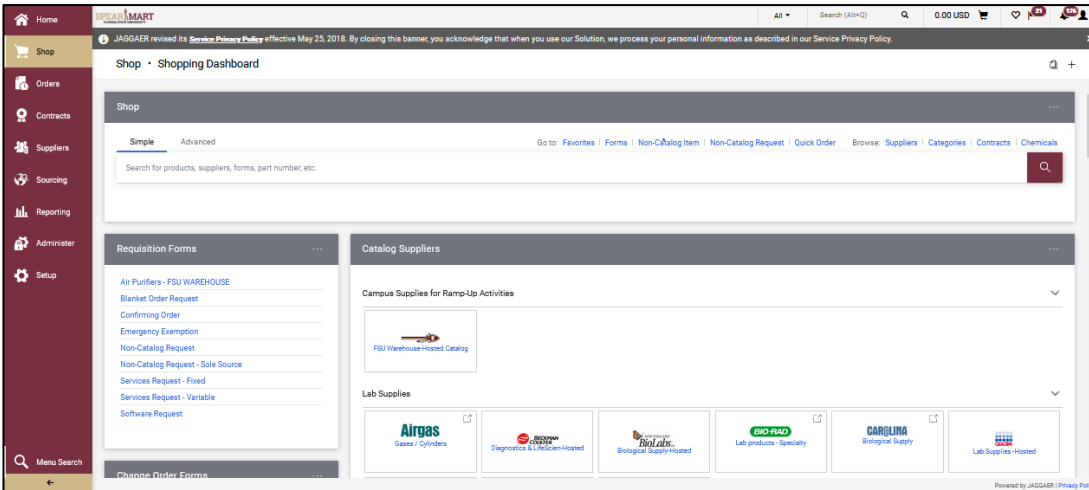 Home
Shop
Orders
Contracts
Suppliers
Sourcing
Reporting
Administer
Setup
Menu Search
SPEARMART
FLORIDA STATE UNIVERSITY
All
Search (Alt+Q)
0.00 USD
21
176
JAGGAER revised its Service Privacy Policy effective May 25, 2018. By closing this banner, you acknowledge that when you use our Solution, we process your personal information as described in our Service Privacy Policy.
Shop • Shopping Dashboard
Shop
Simple Advanced
Go to: Favorites | Forms | Non-Catalog Item | Non-Catalog Request | Quick Order Browse: Suppliers | Categories | Contracts | Chemicals
Search for products, suppliers, forms, part number, etc.
Requisition Forms
Air Purifiers - FSU WAREHOUSE
Blanket Order Request
Confirming Order
Emergency Exemption
Non-Catalog Request
Non-Catalog Request - Sole Source
Services Request - Fixed
Services Request - Variable
Software Request
Change Order Forms
Catalog Suppliers
Campus Supplies for Ramp-Up Activities
FSU Warehouse-Hosted Catalog
Lab Supplies
Airgas
Gases / Cylinders
BECKMAN
COULTER
Diagnostics & LifeScien-Hosted
NEW ENGLAND
BioLabs
Biological Supply-Hosted
BIO-RAD
Lab products - Specialty
CAROLINA
Biological Supply
QIAGEN
Lab Supplies -Hosted
Powered by JAGGAER | Privacy Pol